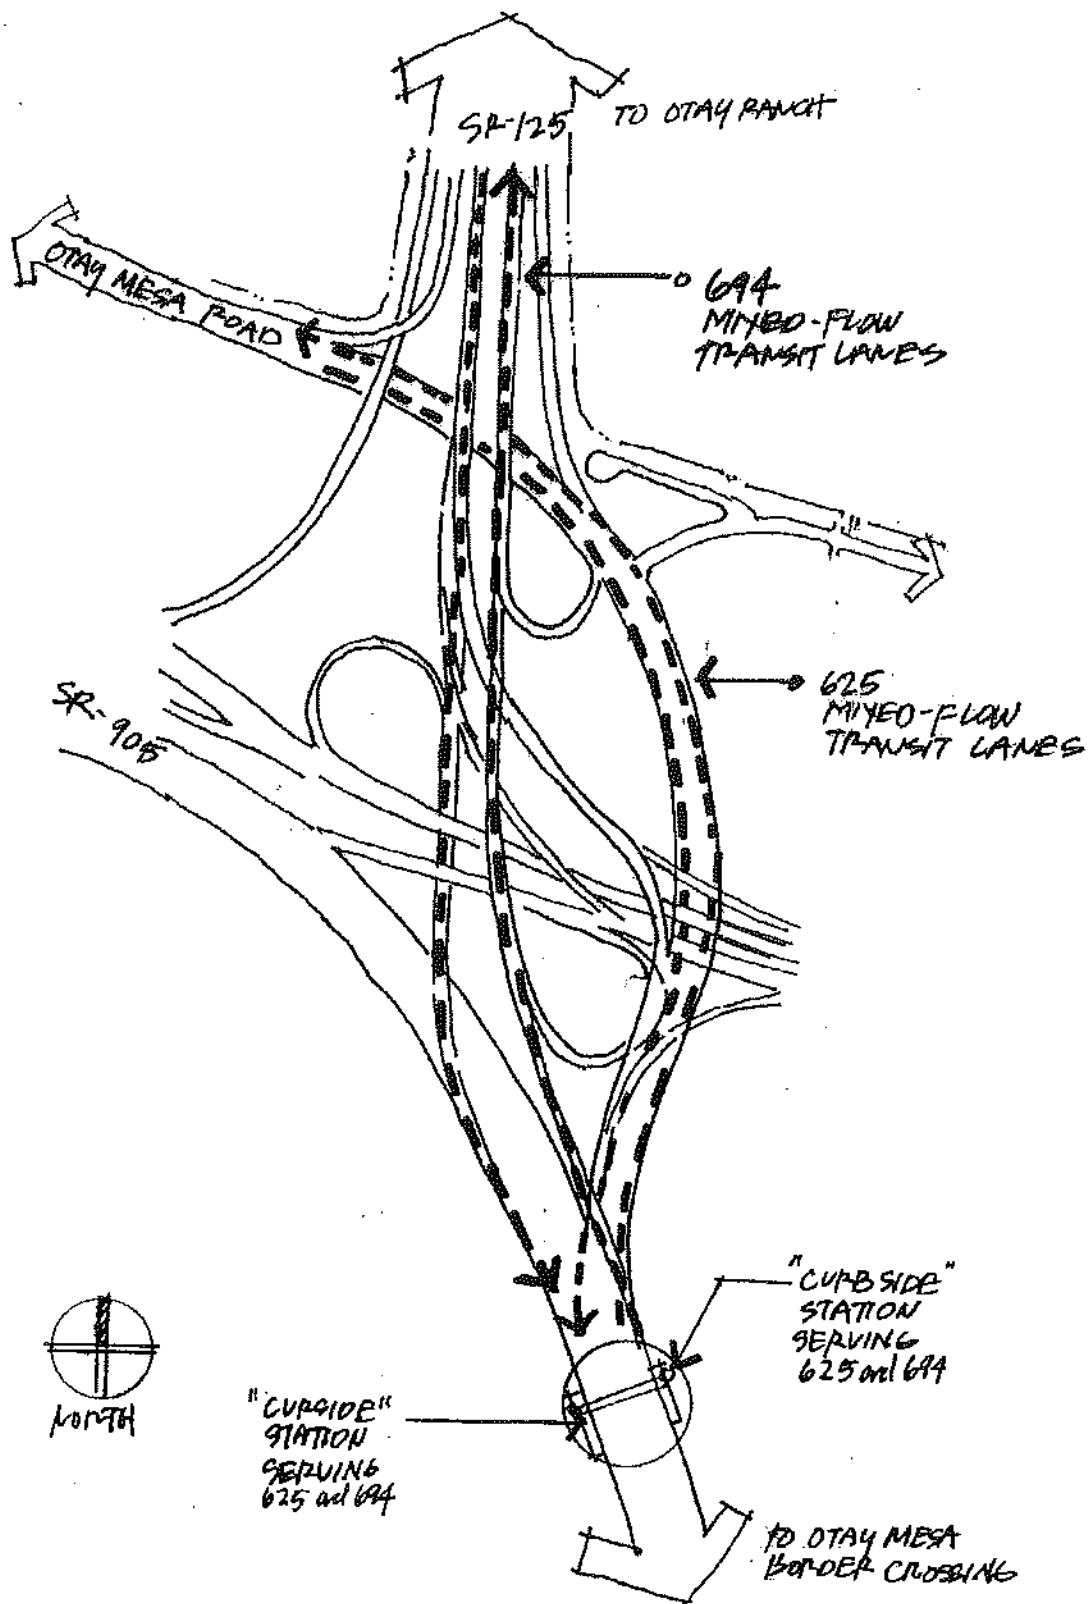 SR-125
TO OTAY RANCH
OTAY MESA ROAD
694
MIXED-FLOW
TRANSIT LANES
625
MIXED-FLOW
TRANSIT LANES
SR-905
"CURBSIDE"
STATION
SERVING
625 and 694
"CURBSIDE"
STATION
SERVING
625 and 694
NORTH
TO OTAY MESA
BORDER CROSSING